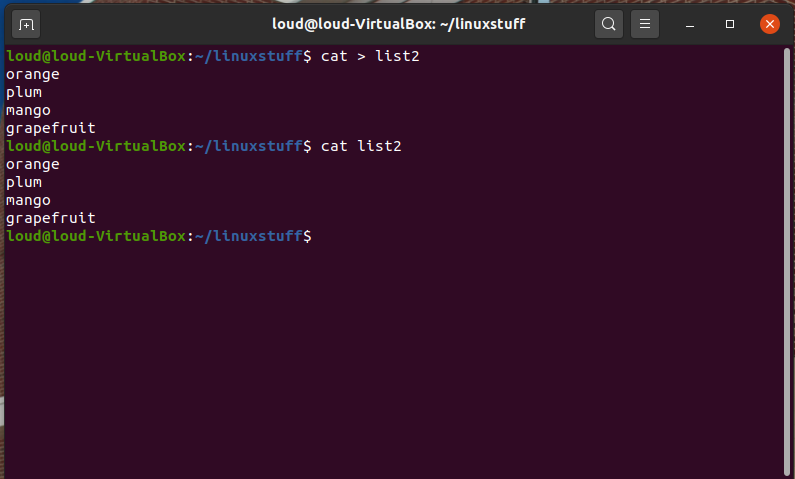 loud@loud-VirtualBox: ~/linuxstuff
loud@loud-VirtualBox:~/linuxstuff$ cat > list2
orange
plum
mango
grapefruit
loud@loud-VirtualBox:~/linuxstuff$ cat list2
orange
plum
mango
grapefruit
loud@loud-VirtualBox:~/linuxstuff$